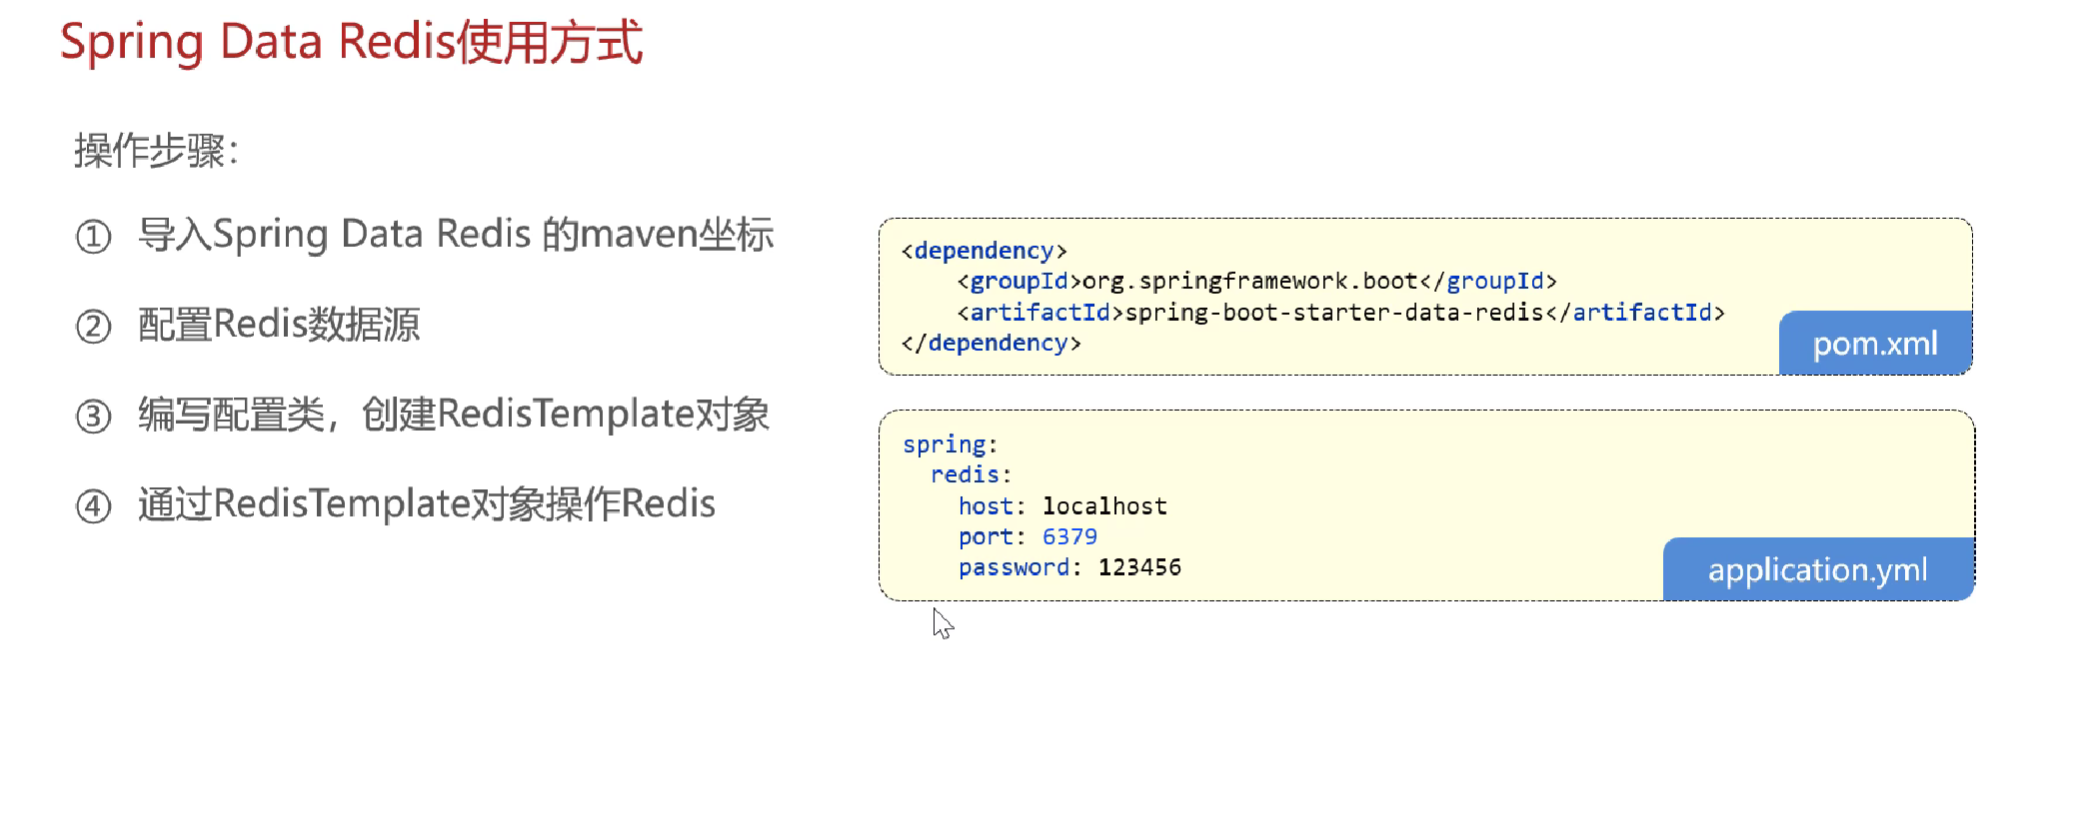 Spring Data Redis使用方式
操作步骤：
① 导入Spring Data Redis 的maven坐标
② 配置Redis数据源
③ 编写配置类，创建RedisTemplate对象
④ 通过RedisTemplate对象操作Redis
<dependency>
    <groupId>org.springframework.boot</groupId>
    <artifactId>spring-boot-starter-data-redis</artifactId>
</dependency>
pom.xml
spring:
  redis:
    host: localhost
    port: 6379
    password: 123456
application.yml